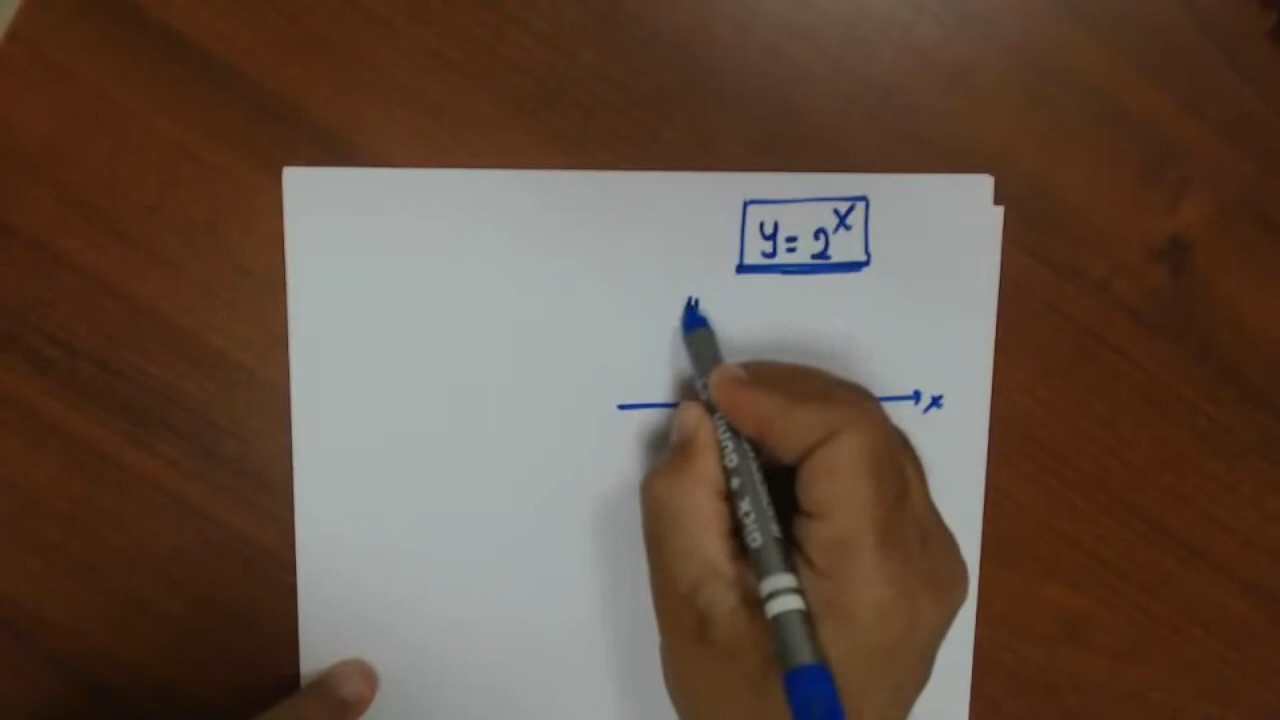 y = 2^x
y
x